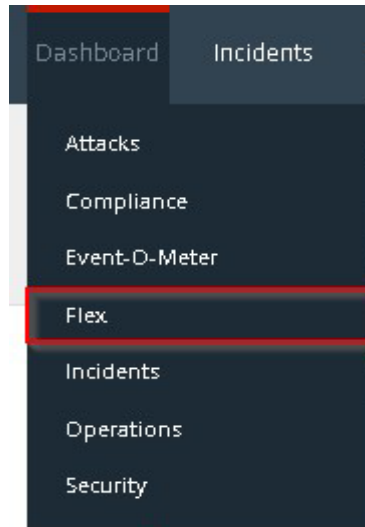 Dashboard Incidents
Attacks
Compliance
Event-O-Meter
Flex
Incidents
Operations
Security